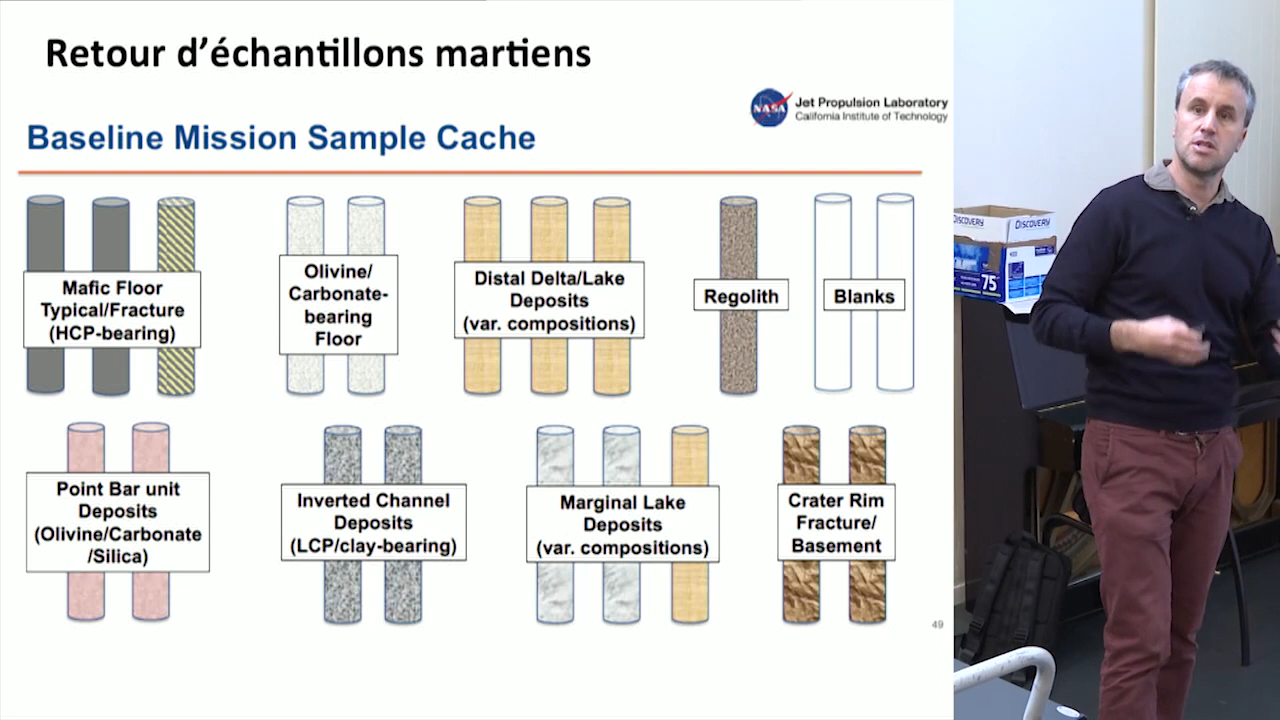 Retour d'échantillons martiens
NASA
Jet Propulsion Laboratory
California Institute of Technology
Baseline Mission Sample Cache
Mafic Floor
Typical/Fracture
(HCP-bearing)
Olivine/
Carbonate-
bearing
Floor
Distal Delta/Lake
Deposits
(var. compositions)
Regolith
Blanks
Point Bar unit
Deposits
(Olivine/Carbonate
/Silica)
Inverted Channel
Deposits
(LCP/clay-bearing)
Marginal Lake
Deposits
(var. compositions)
Crater Rim
Fracture/
Basement
49
DISCOVERY
DISCOVERY
75